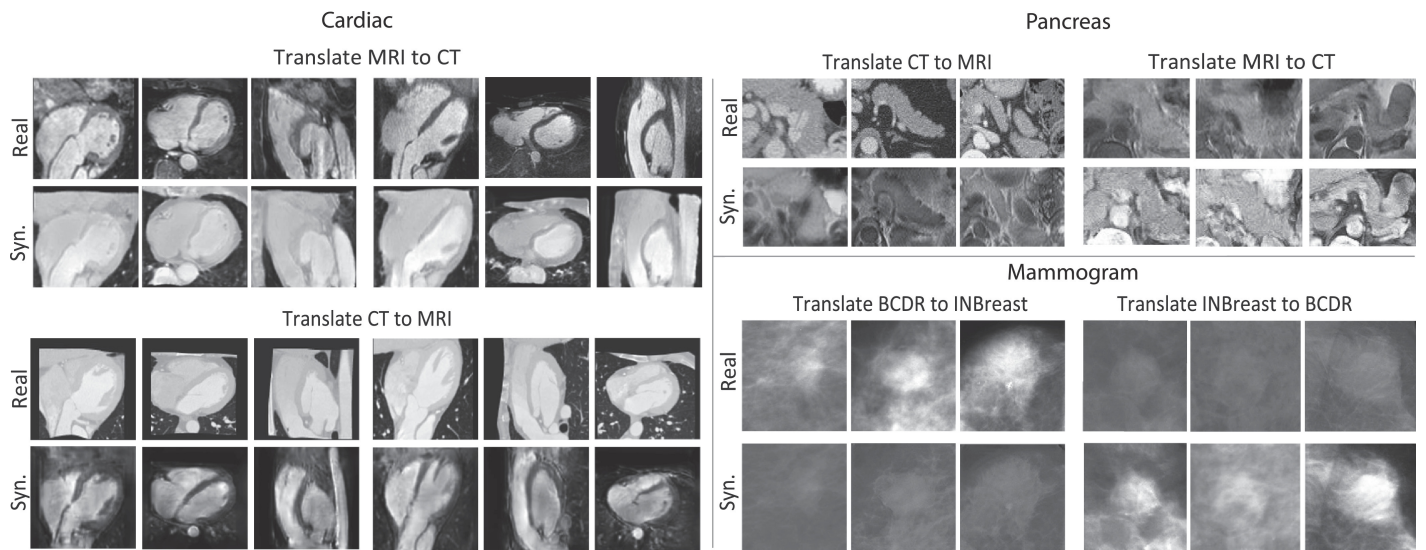 Cardiac
Translate MRI to CT
Real
Syn.
Translate CT to MRI
Real
Syn.
Pancreas
Translate CT to MRI
Translate MRI to CT
Real
Syn.
Mammogram
Translate BCDR to INBreast
Translate INBreast to BCDR
Real
Syn.